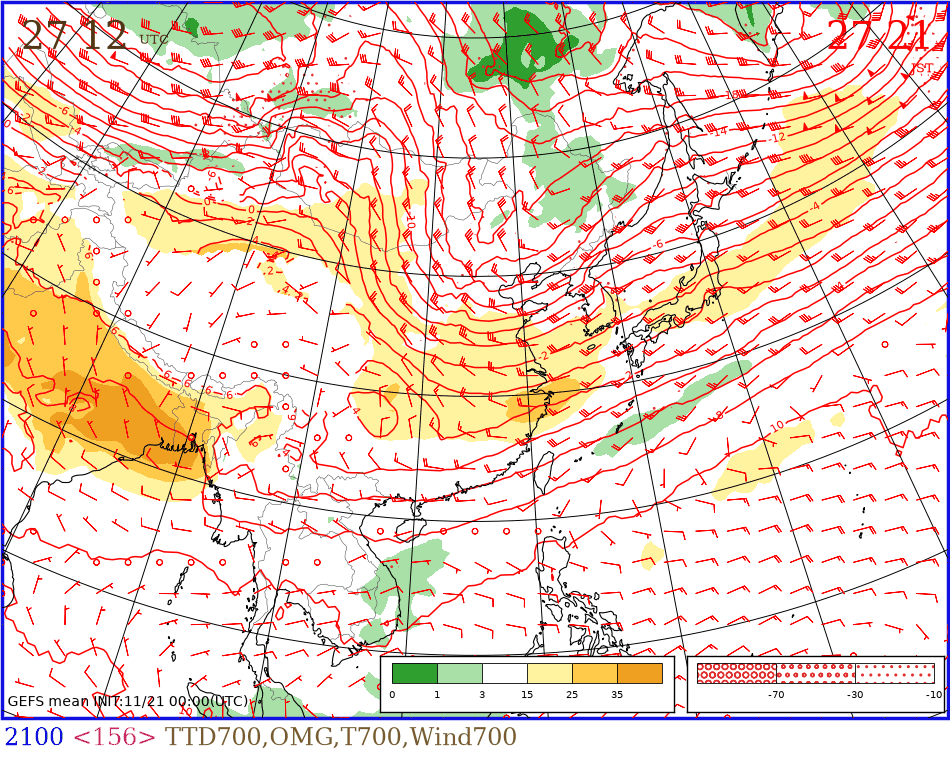 27 12 UTC
27 21 JST
0 1 3 15 25 35
-70 -30 -10
GEFS mean INIT:11/21 00:00(UTC)
2100 <156> TTD700,OMG,T700,Wind700